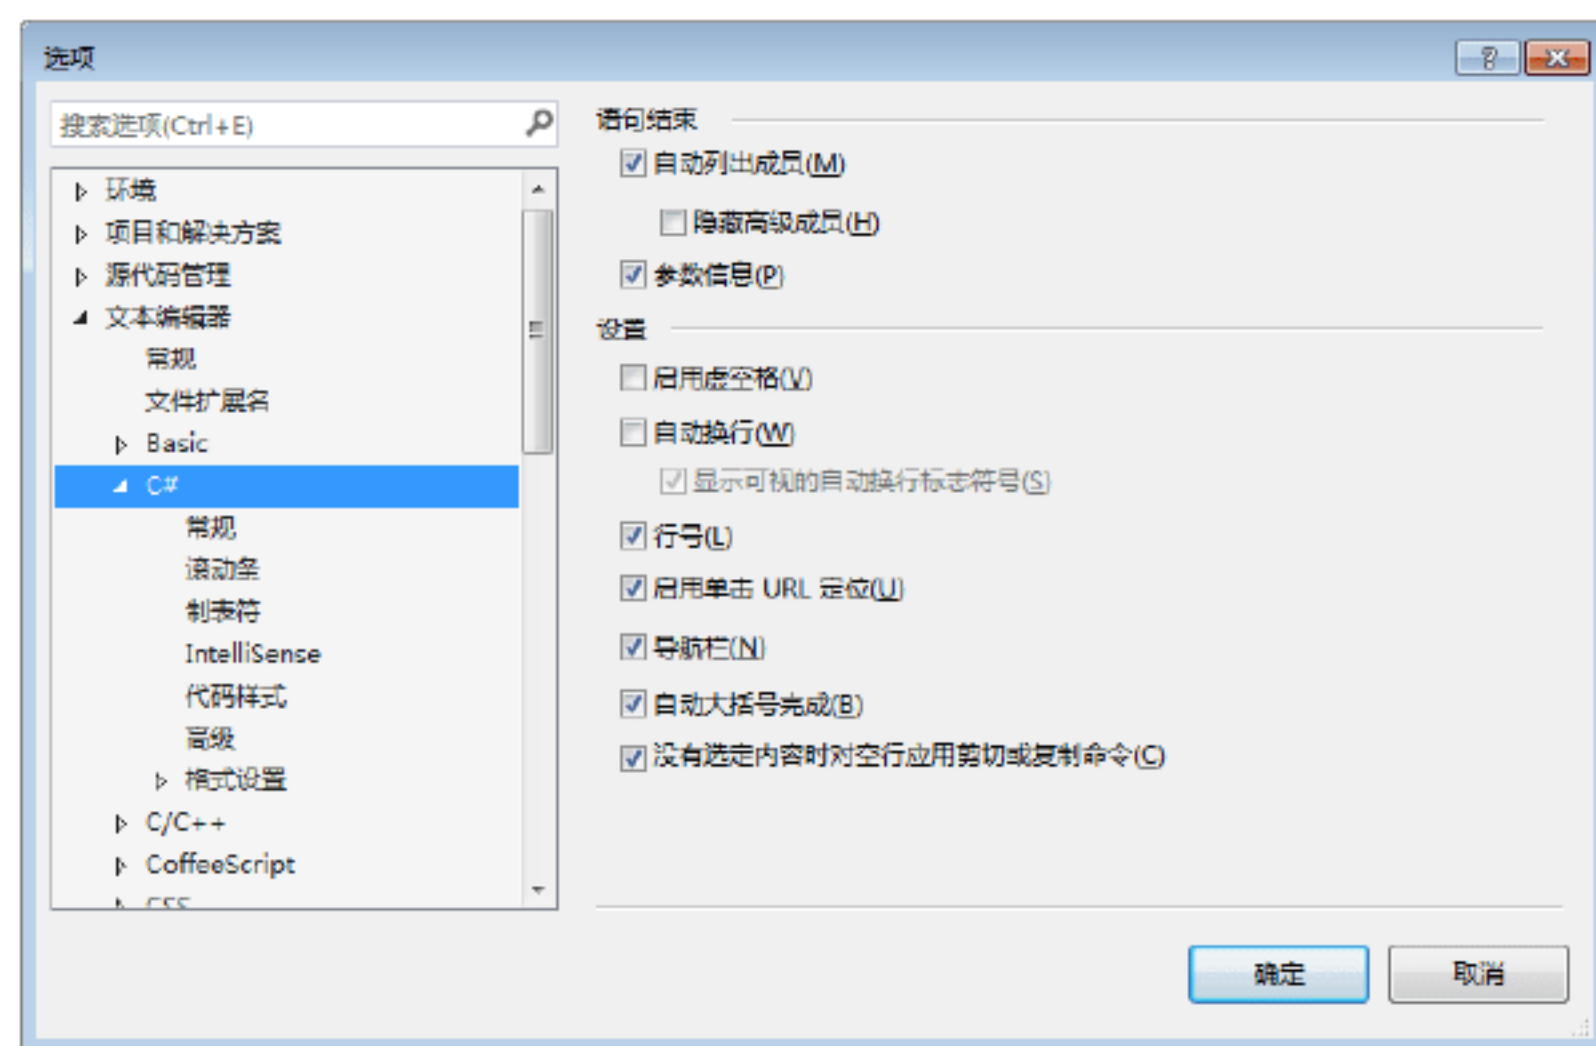 选项
搜索选项(Ctrl+E)
环境
项目和解决方案
源代码管理
文本编辑器
常规
文件扩展名
Basic
C#
常规
滚动条
制表符
IntelliSense
代码样式
高级
格式设置
C/C++
CoffeeScript
CSS
语句结束
自动列出成员(M)
隐藏高级成员(H)
参数信息(P)
设置
启用虚空格(V)
自动换行(W)
显示可视的自动换行标志符号(S)
行号(L)
启用单击 URL 定位(U)
导航栏(N)
自动大括号完成(B)
没有选定内容时对空行应用剪切或复制命令(C)
确定
取消